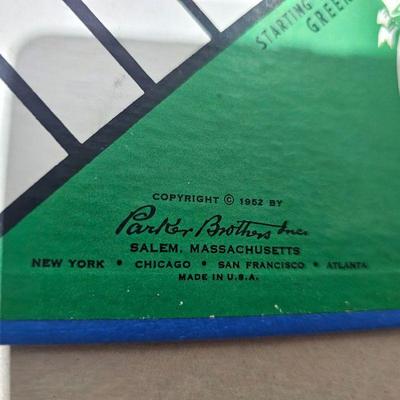 STARTING
GREEN
COPYRIGHT © 1952 BY
Parker Brothers Inc.
SALEM, MASSACHUSETTS
NEW YORK • CHICAGO • SAN FRANCISCO • ATLANTA
MADE IN U.S.A.